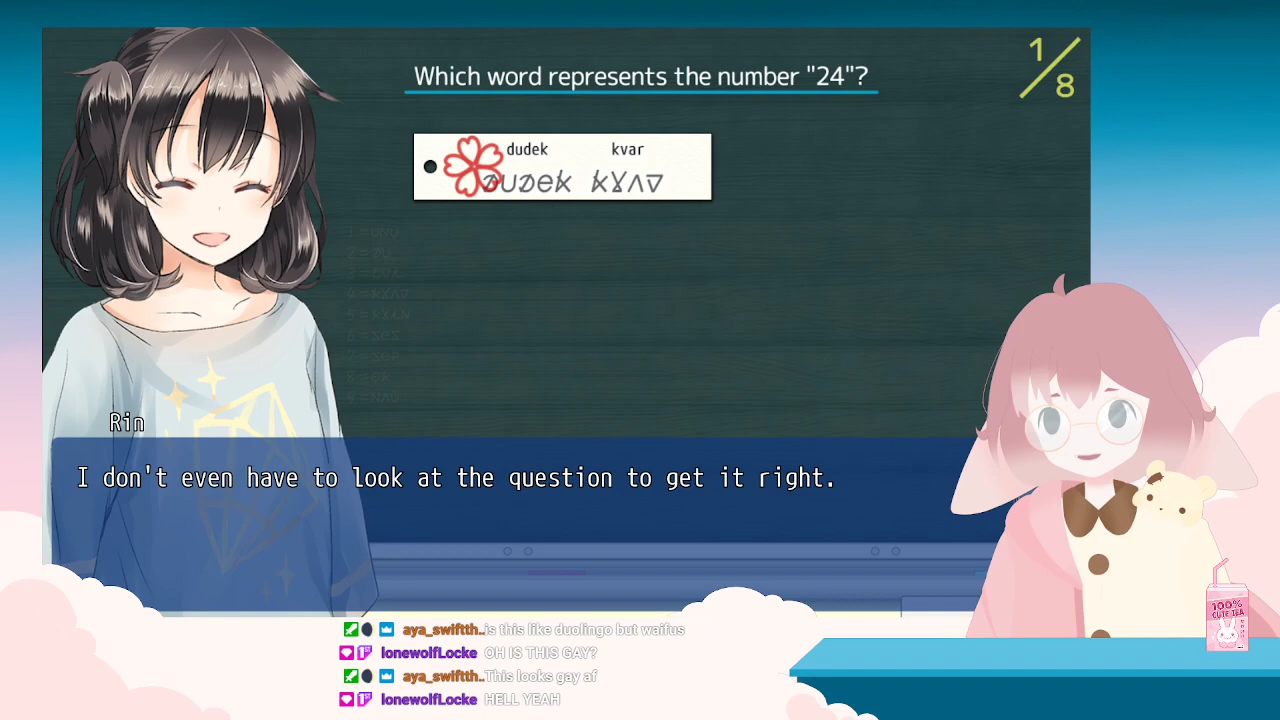 Which word represents the number "24"?
1/8
dudek kvar
Rin
I don't even have to look at the question to get it right.
aya_swiftth..is this like duolingo but waifus
lonewolfLocke OH IS THIS GAY?
aya_swiftth..This looks gay af
lonewolfLocke HELL YEAH
100%
CUTE TEA